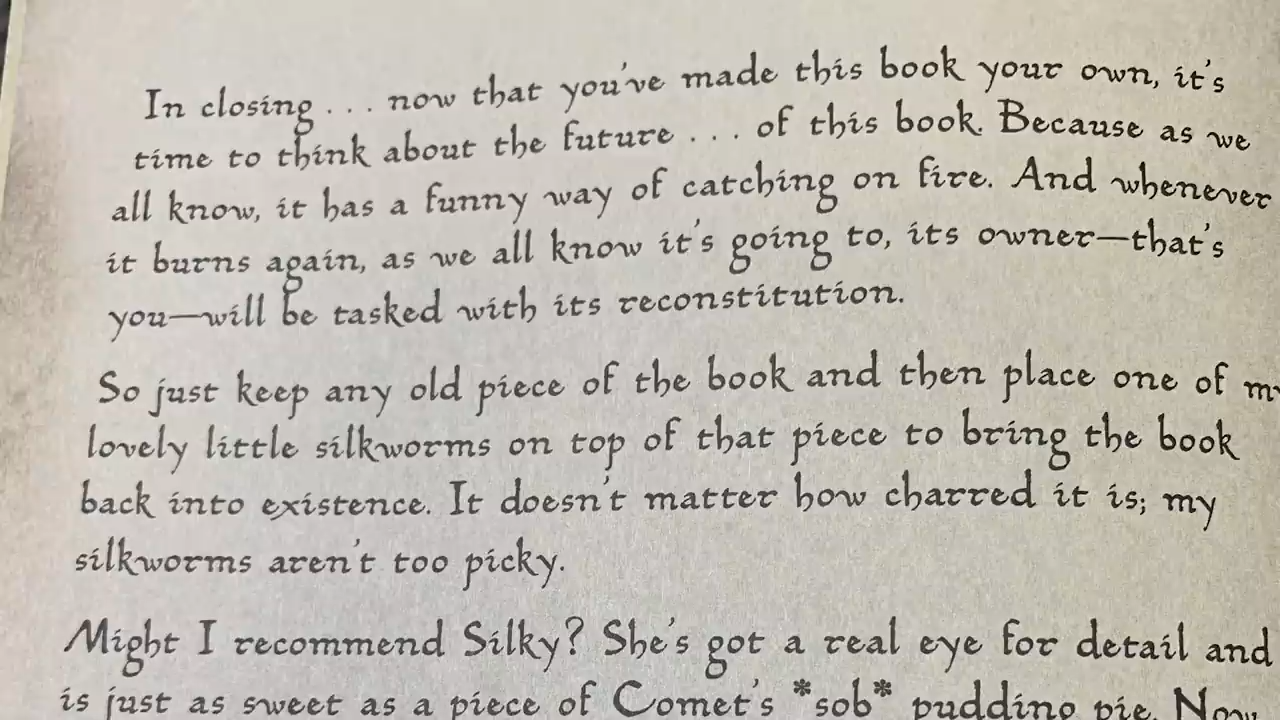 In closing . . . now that you've made this book your own, it's
time to think about the future . . . of this book. Because as we
all know, it has a funny way of catching on fire. And whenever
it burns again, as we all know it's going to, its owner—that's
you—will be tasked with its reconstitution.
So just keep any old piece of the book and then place one of my
lovely little silkworms on top of that piece to bring the book
back into existence. It doesn't matter how charred it is; my
silkworms aren't too picky.
Might I recommend Silky? She's got a real eye for detail and
is just as sweet as a piece of Comet's *sob* pudding pie. Now